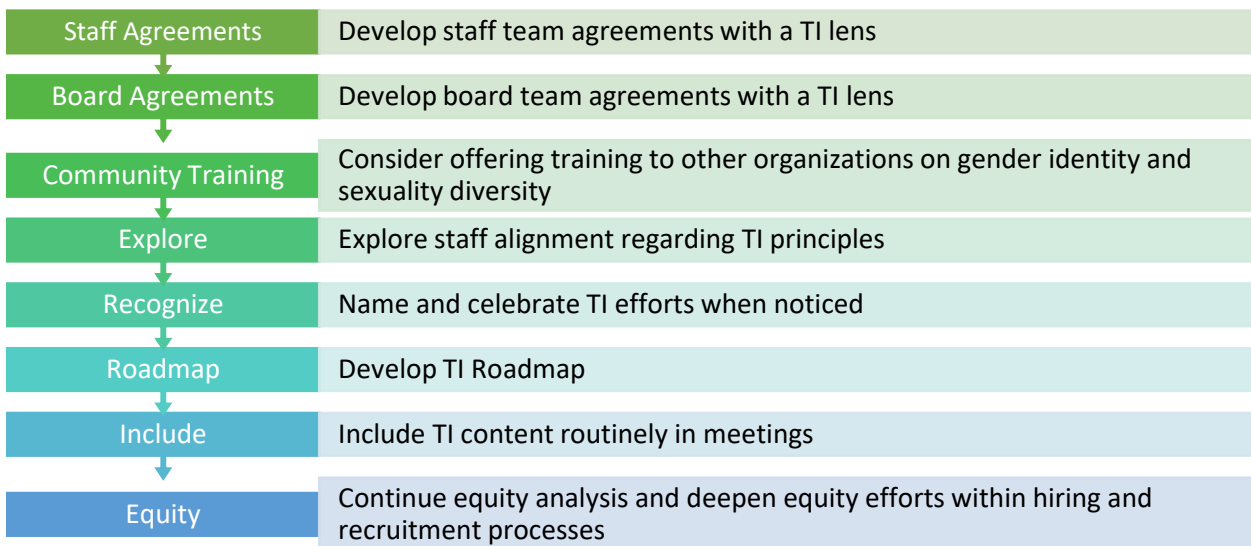 Staff Agreements
Develop staff team agreements with a TI lens
Board Agreements
Develop board team agreements with a TI lens
Community Training
Consider offering training to other organizations on gender identity and
sexuality diversity
Explore
Explore staff alignment regarding TI principles
Recognize
Name and celebrate TI efforts when noticed
Roadmap
Develop TI Roadmap
Include
Include TI content routinely in meetings
Equity
Continue equity analysis and deepen equity efforts within hiring and
recruitment processes